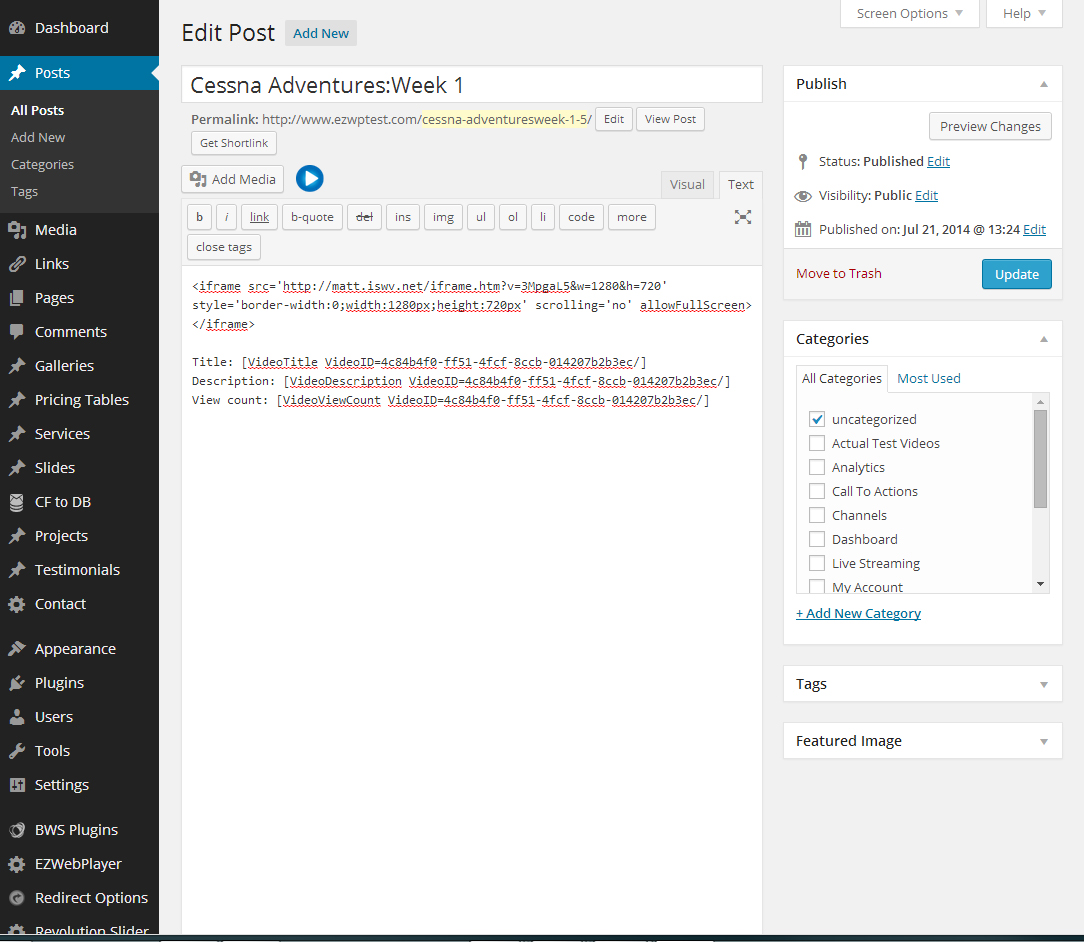 Dashboard
Posts
All Posts
Add New
Categories
Tags
Media
Links
Pages
Comments
Galleries
Pricing Tables
Services
Slides
CF to DB
Projects
Testimonials
Contact
Appearance
Plugins
Users
Tools
Settings
BWS Plugins
EZWebPlayer
Redirect Options
Revolution Slider
Screen Options
Help
Edit Post
Add New
Cessna Adventures:Week 1
Permalink: http://www.ezwptest.com/cessna-adventuresweek-1-5/ Edit View Post
Get Shortlink
Add Media
Visual Text
b i link b-quote del ins img ul ol li code more
close tags
<iframe src='http://matt.iswv.net/iframe.htm?v=3MpgaL5&w=1280&h=720'
style='border-width:0;width:1280px;height:720px' scrolling='no' allowFullScreen>
</iframe>
Title: [VideoTitle VideoID=4c84b4f0-ff51-4fcf-8ccb-014207b2b3ec/]
Description: [VideoDescription VideoID=4c84b4f0-ff51-4fcf-8ccb-014207b2b3ec/]
View count: [VideoViewCount VideoID=4c84b4f0-ff51-4fcf-8ccb-014207b2b3ec/]
Publish
Preview Changes
Status: Published Edit
Visibility: Public Edit
Published on: Jul 21, 2014 @ 13:24 Edit
Move to Trash
Update
Categories
All Categories Most Used
uncategorized
Actual Test Videos
Analytics
Call To Actions
Channels
Dashboard
Live Streaming
My Account
+ Add New Category
Tags
Featured Image